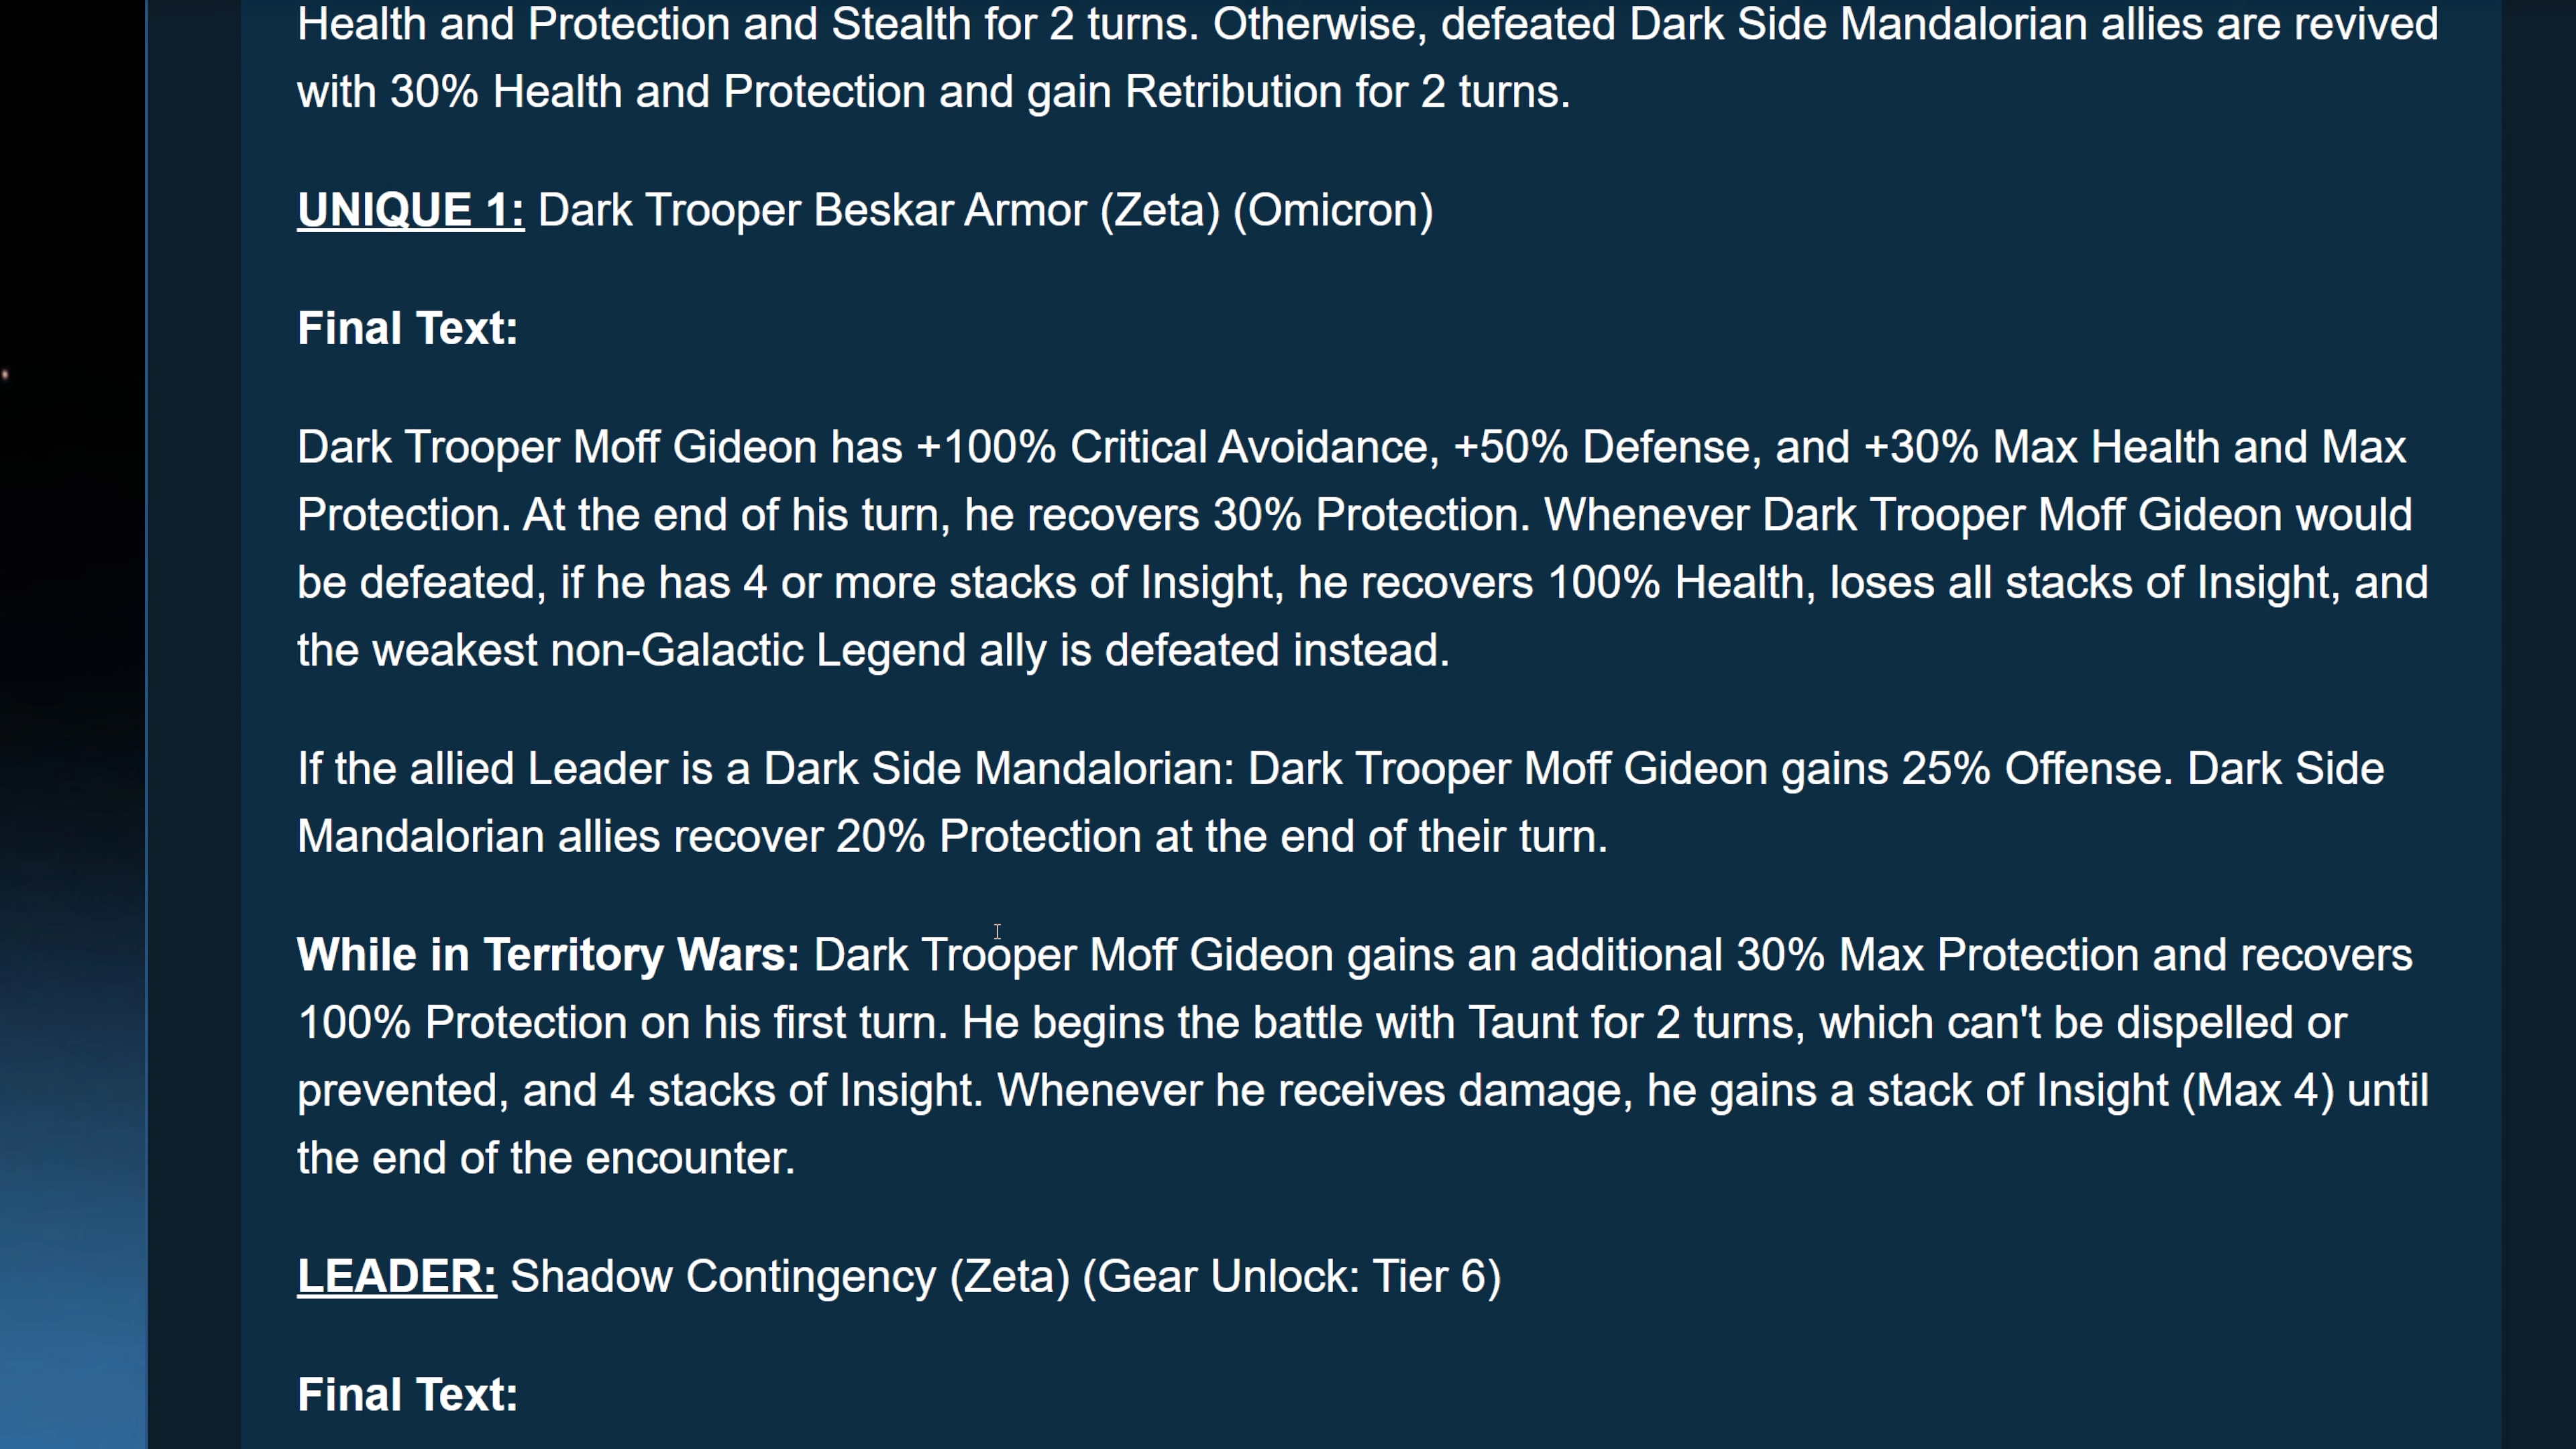 Health and Protection and Stealth for 2 turns. Otherwise, defeated Dark Side Mandalorian allies are revived
with 30% Health and Protection and gain Retribution for 2 turns.
UNIQUE 1: Dark Trooper Beskar Armor (Zeta) (Omicron)
Final Text:
Dark Trooper Moff Gideon has +100% Critical Avoidance, +50% Defense, and +30% Max Health and Max
Protection. At the end of his turn, he recovers 30% Protection. Whenever Dark Trooper Moff Gideon would
be defeated, if he has 4 or more stacks of Insight, he recovers 100% Health, loses all stacks of Insight, and
the weakest non-Galactic Legend ally is defeated instead.
If the allied Leader is a Dark Side Mandalorian: Dark Trooper Moff Gideon gains 25% Offense. Dark Side
Mandalorian allies recover 20% Protection at the end of their turn.
While in Territory Wars: Dark Trooper Moff Gideon gains an additional 30% Max Protection and recovers
100% Protection on his first turn. He begins the battle with Taunt for 2 turns, which can't be dispelled or
prevented, and 4 stacks of Insight. Whenever he receives damage, he gains a stack of Insight (Max 4) until
the end of the encounter.
LEADER: Shadow Contingency (Zeta) (Gear Unlock: Tier 6)
Final Text: